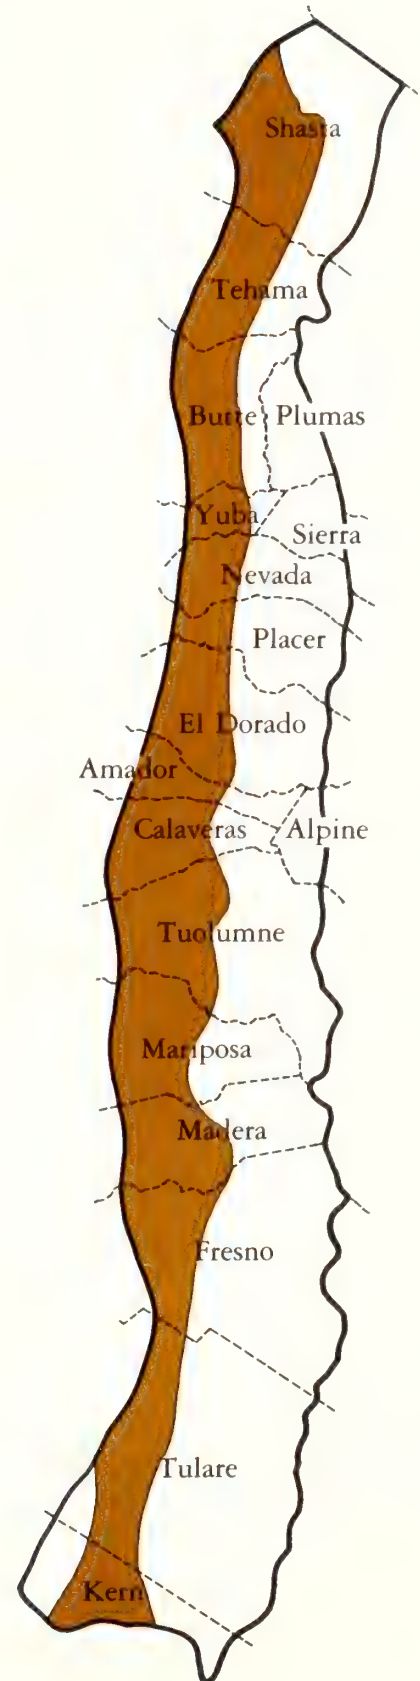 Shasta
Tehama
Butte
Plumas
Yuba
Sierra
Nevada
Placer
El Dorado
Amador
Calaveras
Alpine
Tuolumne
Mariposa
Madera
Fresno
Tulare
Kern